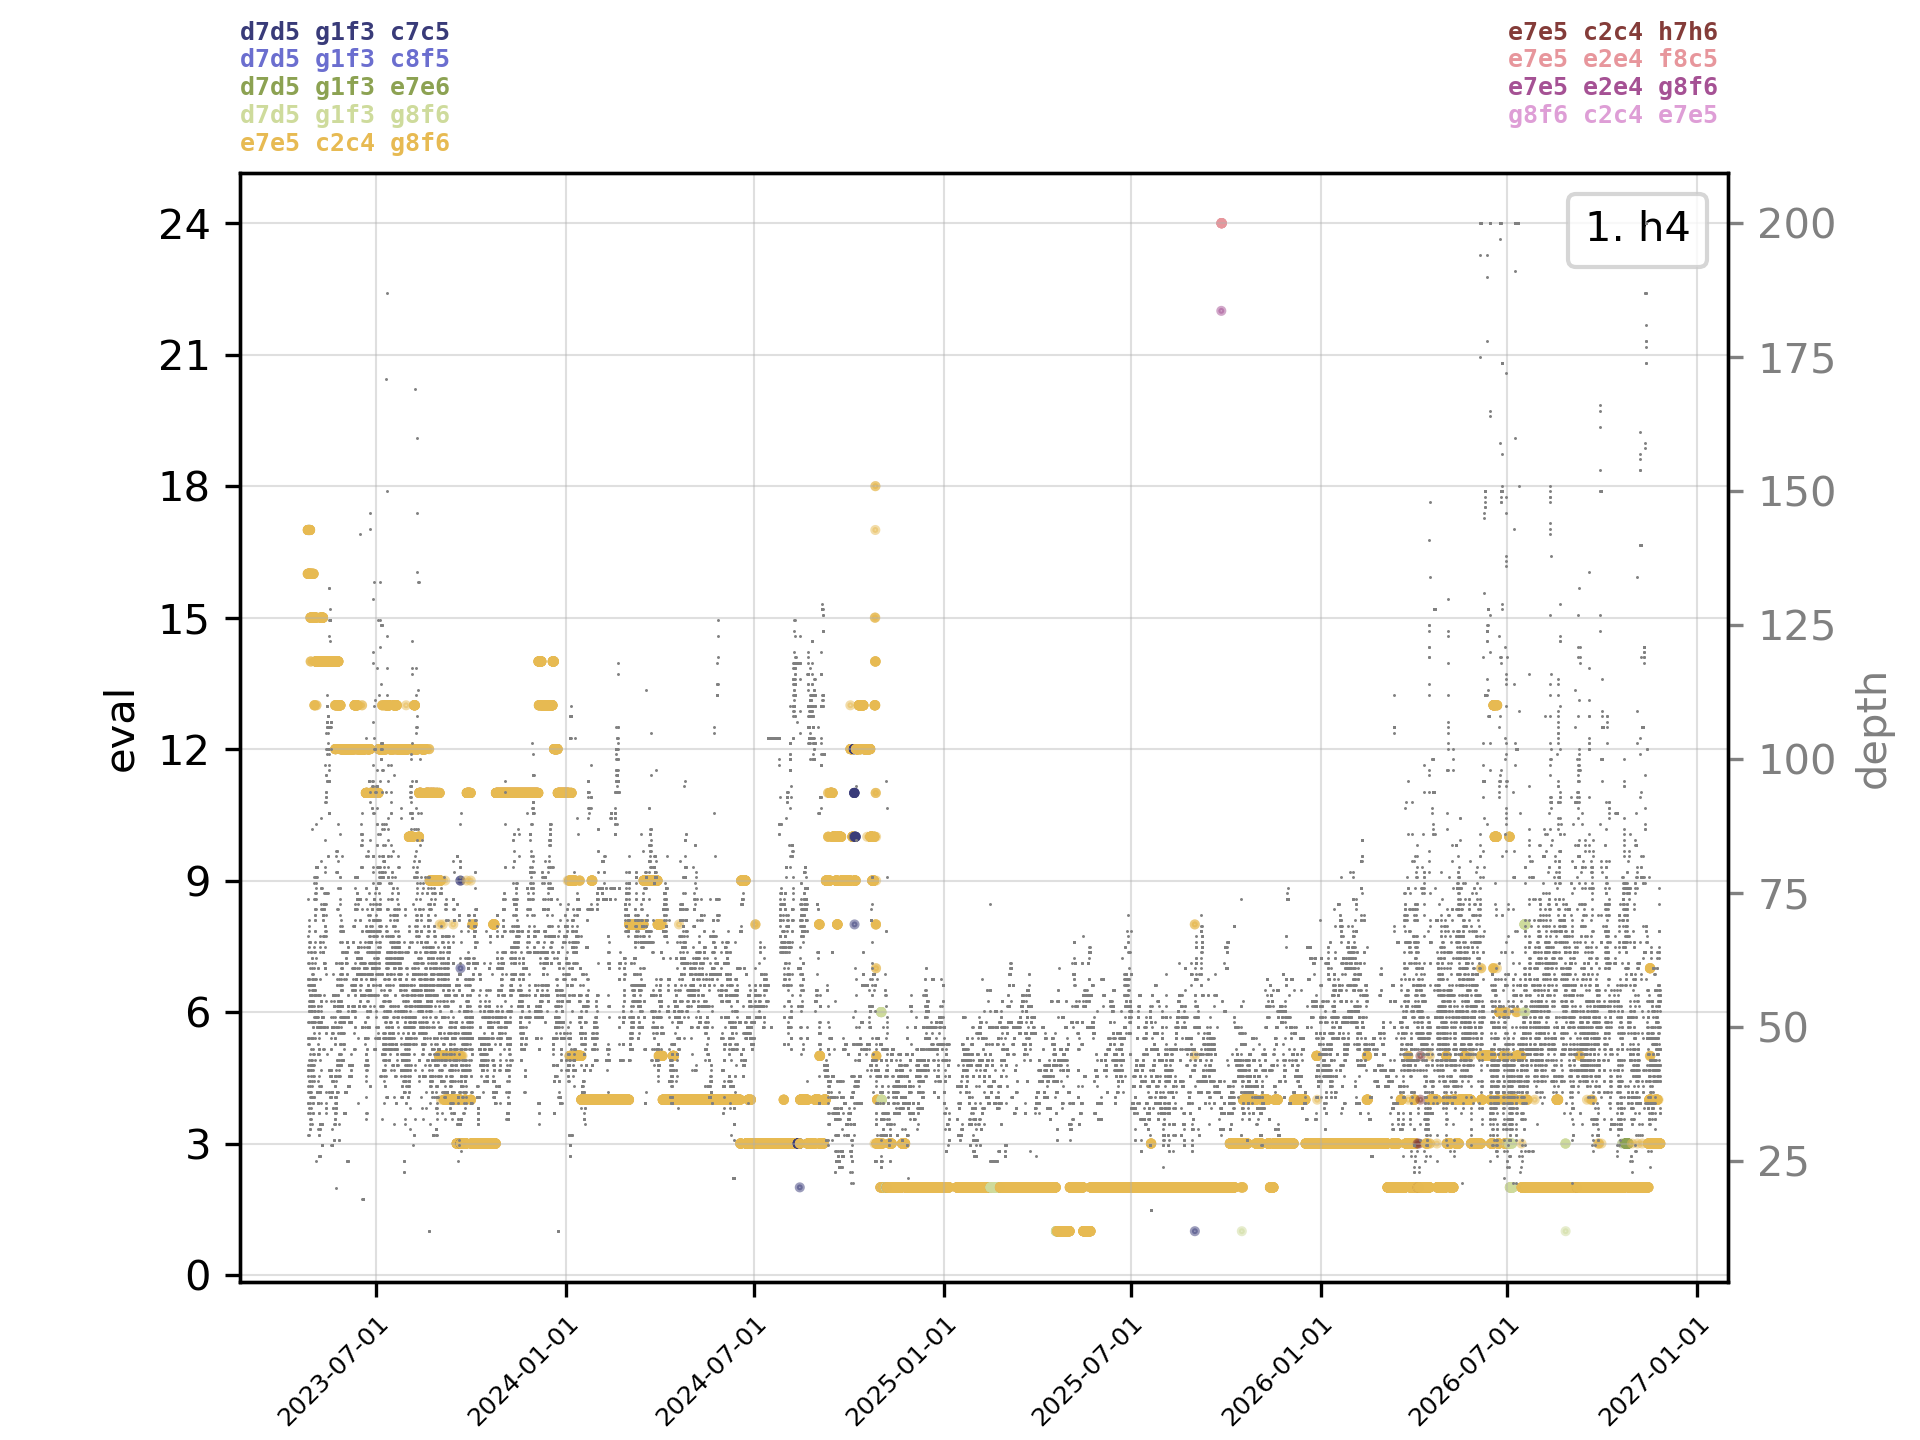 d7d5 g1f3 c7c5
d7d5 g1f3 c8f5
d7d5 g1f3 e7e6
d7d5 g1f3 g8f6
e7e5 c2c4 g8f6
e7e5 c2c4 h7h6
e7e5 e2e4 f8c5
e7e5 e2e4 g8f6
g8f6 c2c4 e7e5
1. h4
eval
24
21
18
15
12
9
6
3
0
depth
200
175
150
125
100
75
50
25
2023-07-01
2024-01-01
2024-07-01
2025-01-01
2025-07-01
2026-01-01
2026-07-01
2027-01-01